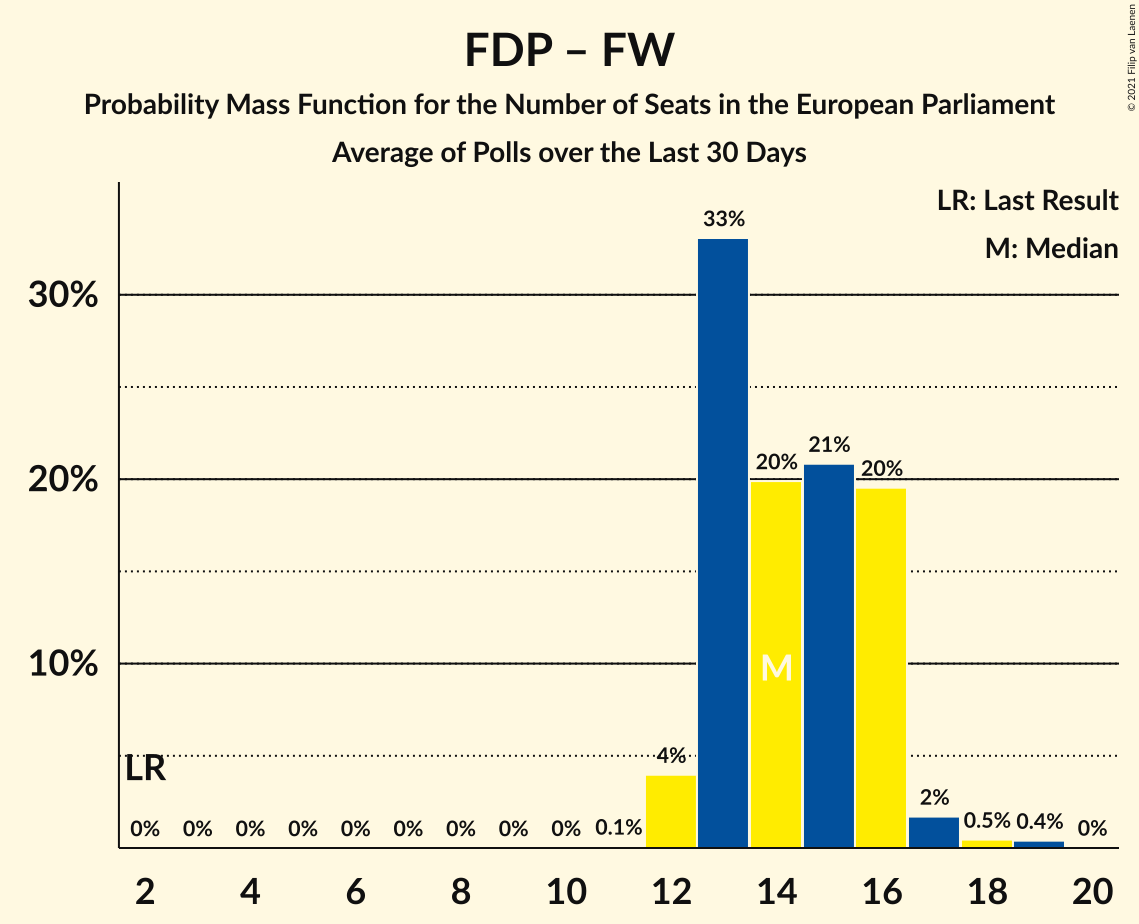 FDP – FW
Probability Mass Function for the Number of Seats in the European Parliament
Average of Polls over the Last 30 Days
© 2021 Filip van Laenen
LR: Last Result
M: Median
30%
20%
10%
33%
20%
21%
20%
M
LR
4%
2%
0% 0% 0% 0% 0% 0% 0% 0% 0% 0.1% 0.5% 0.4% 0%
2 4 6 8 10 12 14 16 18 20